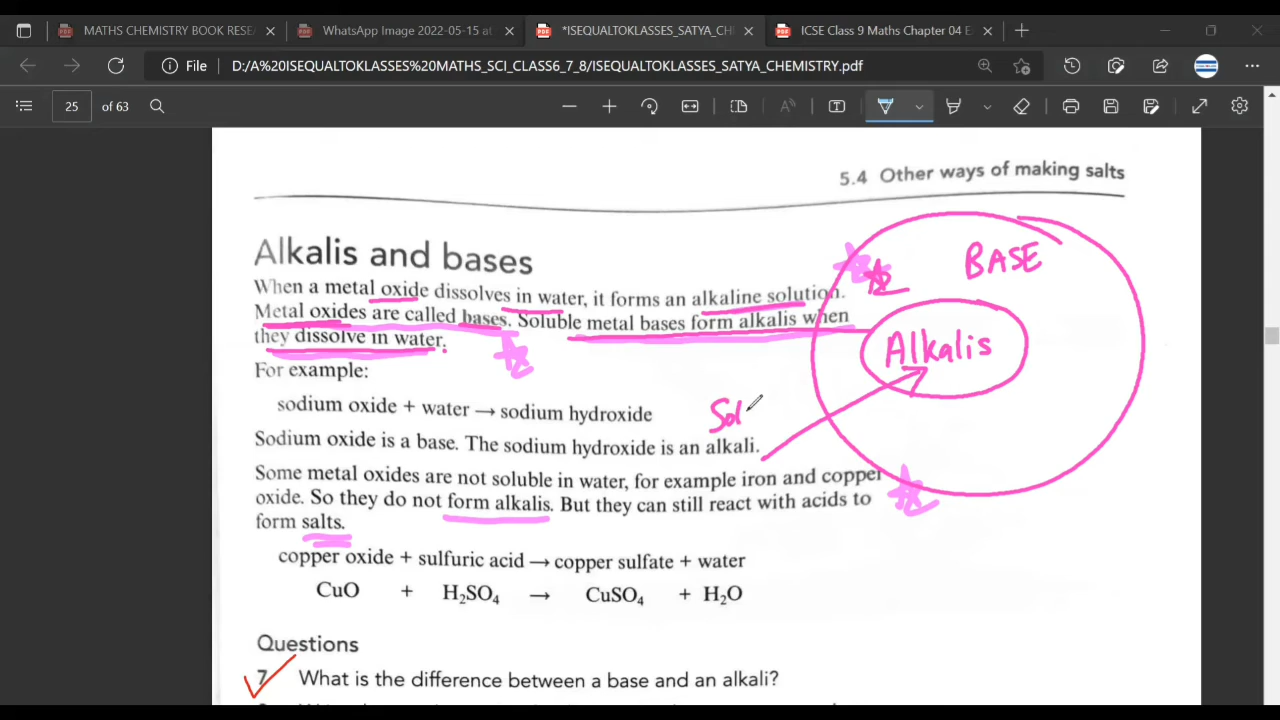 MATHS CHEMISTRY BOOK RESE
WhatsApp Image 2022-05-15 at
*ISEQUALTOKLASSES_SATYA_CH
ICSE Class 9 Maths Chapter 04 E
File
D:/A%20ISEQUALTOKLASSES%20MATHS_SCI_CLASS6_7_8/ISEQUALTOKLASSES_SATYA_CHEMISTRY.pdf
25 of 63
5.4 Other ways of making salts
Alkalis and bases
When a metal oxide dissolves in water, it forms an alkaline solution.
Metal oxides are called bases. Soluble metal bases form alkalis when
they dissolve in water.
BASE
Alkalis
For example:
sodium oxide + water → sodium hydroxide
Sol
Sodium oxide is a base. The sodium hydroxide is an alkali.
Some metal oxides are not soluble in water, for example iron and copper
oxide. So they do not form alkalis. But they can still react with acids to
form salts.
copper oxide + sulfuric acid → copper sulfate + water
CuO + H₂SO₄ → CuSO₄ + H₂O
Questions
7 What is the difference between a base and an alkali?